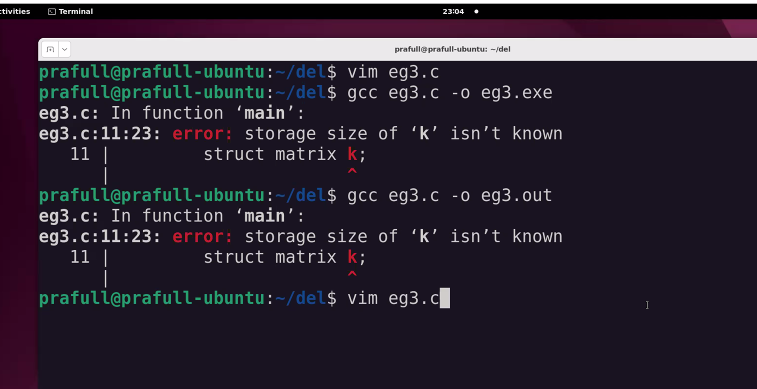 ctivities Terminal 23:04
prafull@prafull-ubuntu: ~/del
prafull@prafull-ubuntu:~/del$ vim eg3.c
prafull@prafull-ubuntu:~/del$ gcc eg3.c -o eg3.exe
eg3.c: In function ‘main’:
eg3.c:11:23: error: storage size of ‘k’ isn’t known
   11 |         struct matrix k;
      |                       ^
prafull@prafull-ubuntu:~/del$ gcc eg3.c -o eg3.out
eg3.c: In function ‘main’:
eg3.c:11:23: error: storage size of ‘k’ isn’t known
   11 |         struct matrix k;
      |                       ^
prafull@prafull-ubuntu:~/del$ vim eg3.c